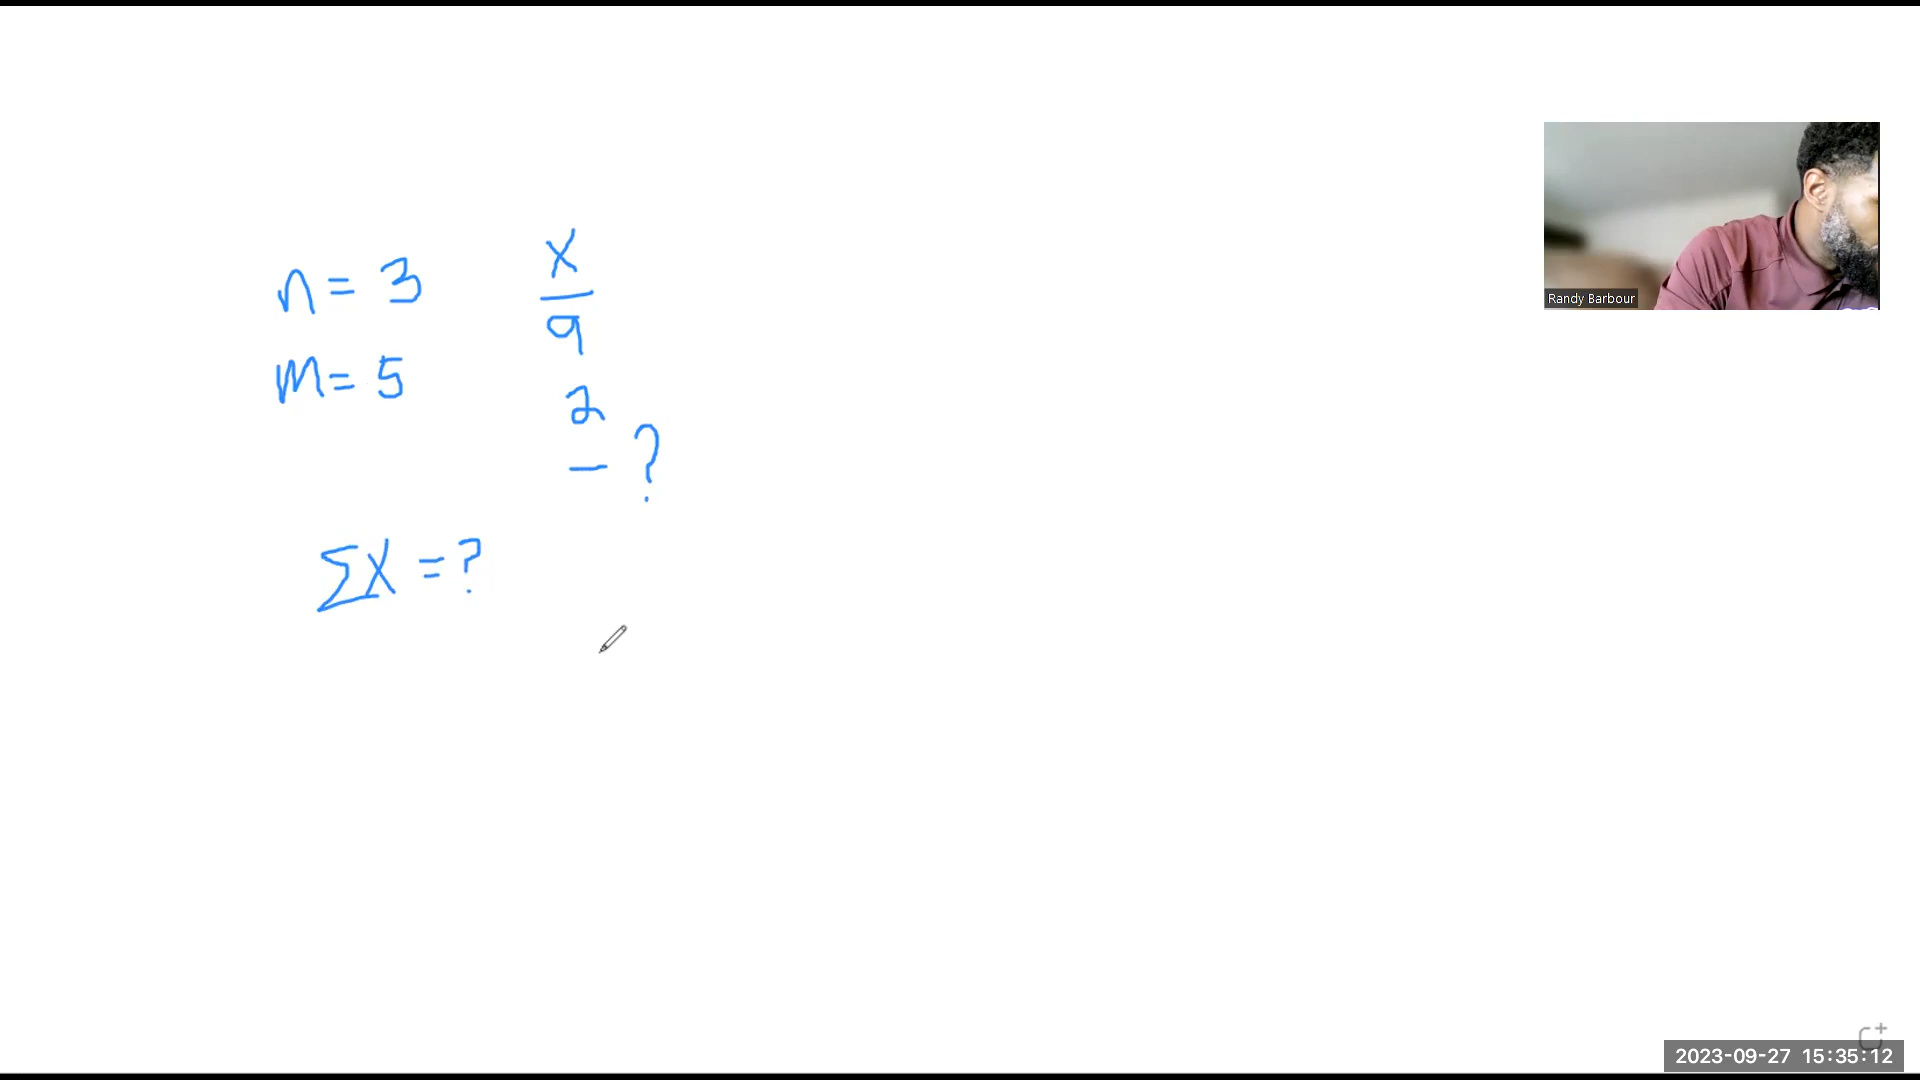 n = 3
m = 5
x
9
2
— ?
Σx = ?
Randy Barbour
2023-09-27 15:35:12